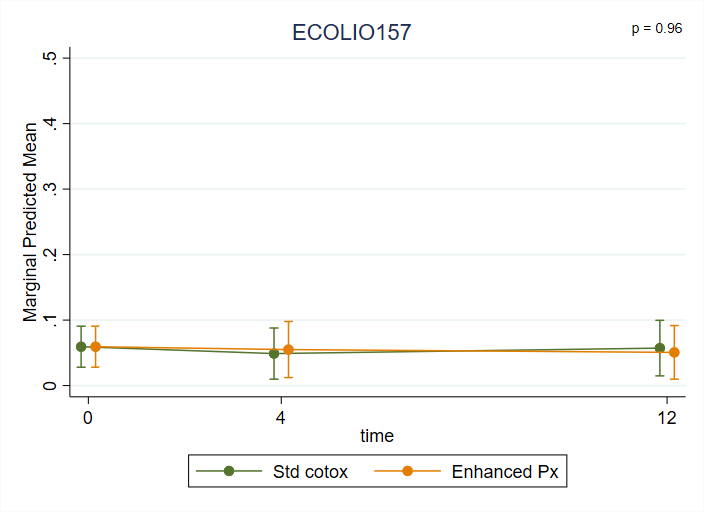 ECOLIO157
p = 0.96
Marginal Predicted Mean
.5
.4
.3
.2
.1
0
0 4 12
time
Std cotox Enhanced Px